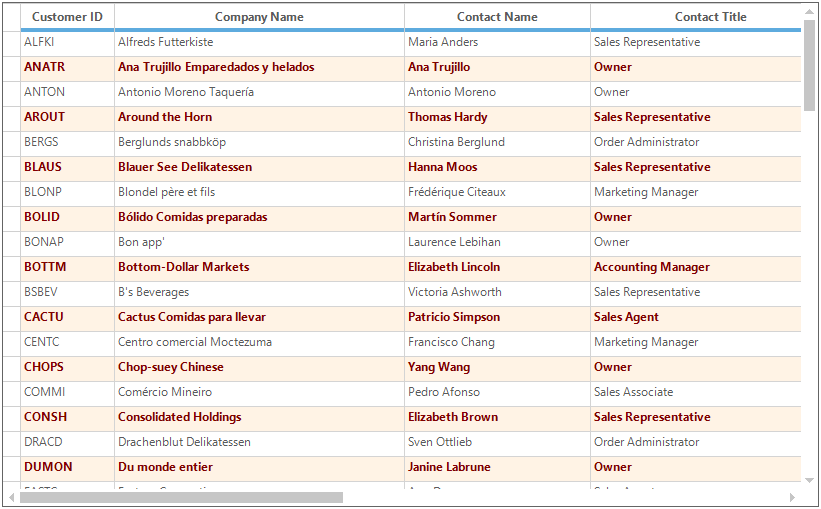 Customer ID Company Name Contact Name Contact Title
ALFKI Alfreds Futterkiste Maria Anders Sales Representative
ANATR Ana Trujillo Emparedados y helados Ana Trujillo Owner
ANTON Antonio Moreno Taquería Antonio Moreno Owner
AROUT Around the Horn Thomas Hardy Sales Representative
BERGS Berglunds snabbköp Christina Berglund Order Administrator
BLAUS Blauer See Delikatessen Hanna Moos Sales Representative
BLONP Blondel père et fils Frédérique Citeaux Marketing Manager
BOLID Bólido Comidas preparadas Martín Sommer Owner
BONAP Bon app' Laurence Lebihan Owner
BOTTM Bottom-Dollar Markets Elizabeth Lincoln Accounting Manager
BSBEV B's Beverages Victoria Ashworth Sales Representative
CACTU Cactus Comidas para llevar Patricio Simpson Sales Agent
CENTC Centro comercial Moctezuma Francisco Chang Marketing Manager
CHOPS Chop-suey Chinese Yang Wang Owner
COMMI Comércio Mineiro Pedro Afonso Sales Associate
CONSH Consolidated Holdings Elizabeth Brown Sales Representative
DRACD Drachenblut Delikatessen Sven Ottlieb Order Administrator
DUMON Du monde entier Janine Labrune Owner